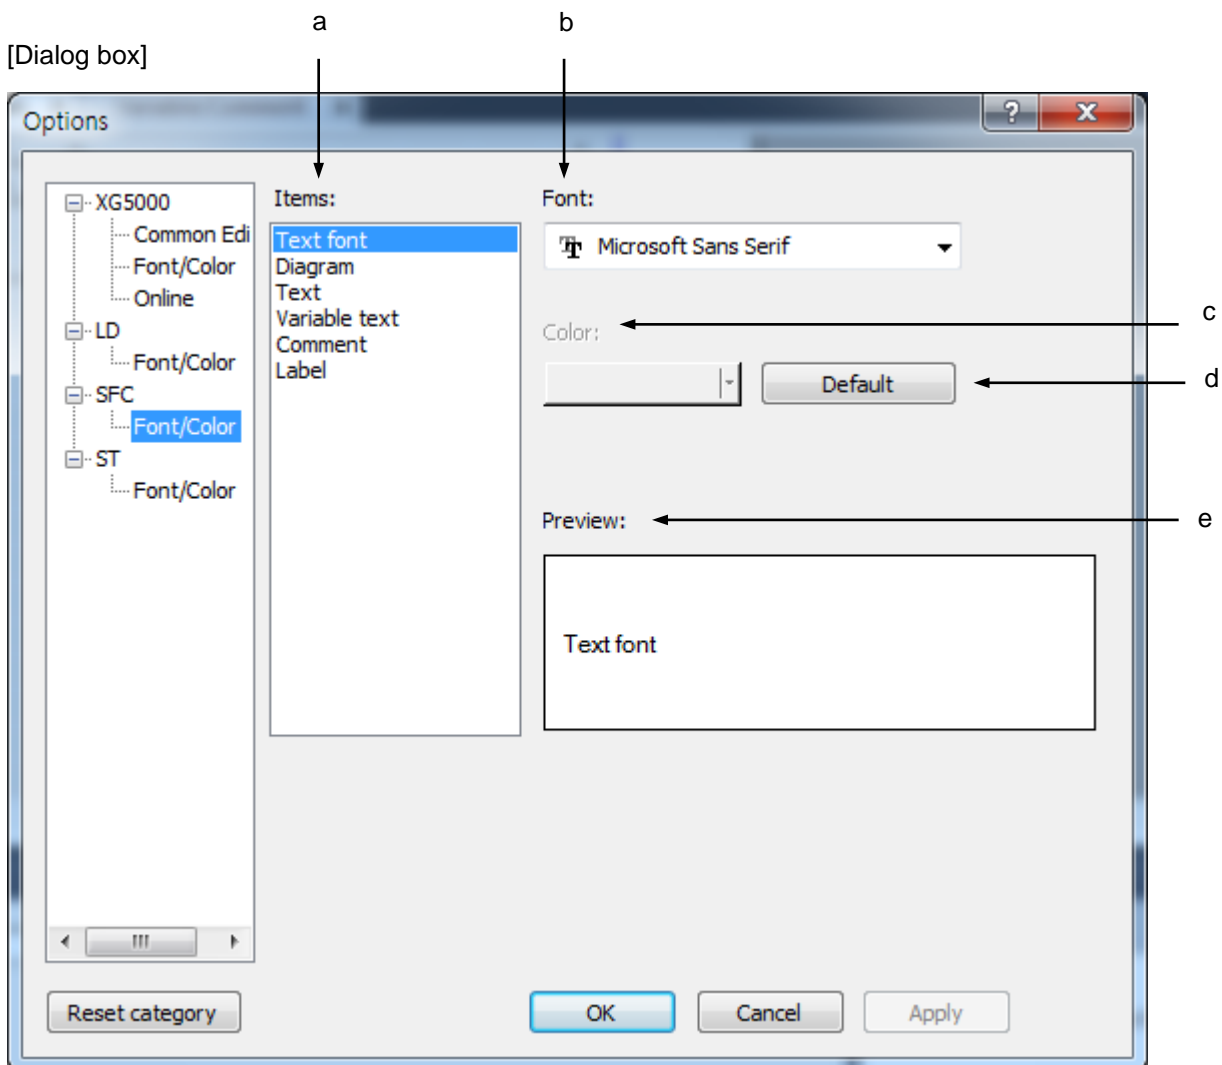 a
b
[Dialog box]
Options
?
X
XG5000
Common Edi
Font/Color
Online
LD
Font/Color
SFC
Font/Color
ST
Font/Color
Items:
Text font
Diagram
Text
Variable text
Comment
Label
Font:
Microsoft Sans Serif
Color:
c
Default
d
Preview:
e
Text font
Reset category
OK
Cancel
Apply